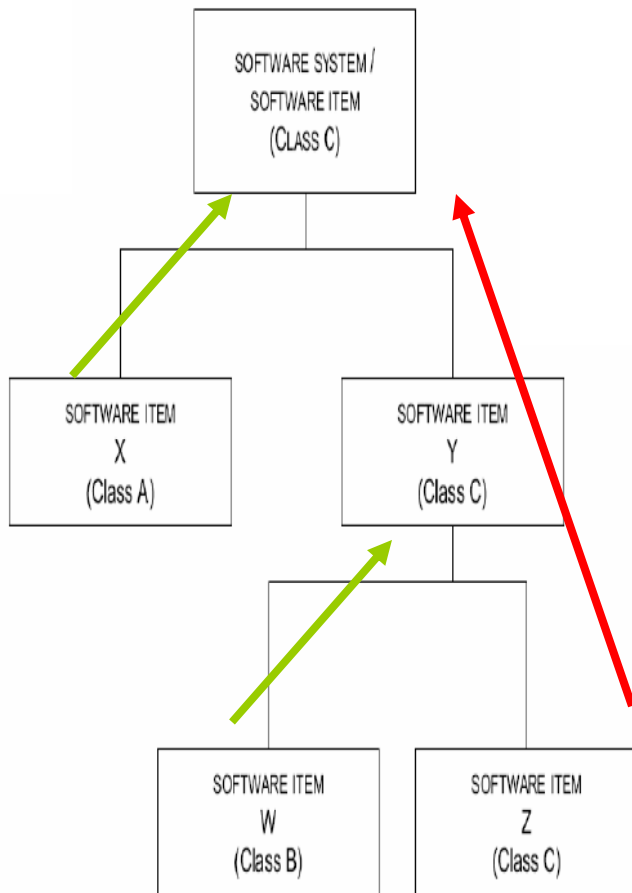 SOFTWARE SYSTEM /
SOFTWARE ITEM
(CLASS C)
SOFTWARE ITEM
X
(Class A)
SOFTWARE ITEM
Y
(Class C)
SOFTWARE ITEM
W
(Class B)
SOFTWARE ITEM
Z
(Class C)